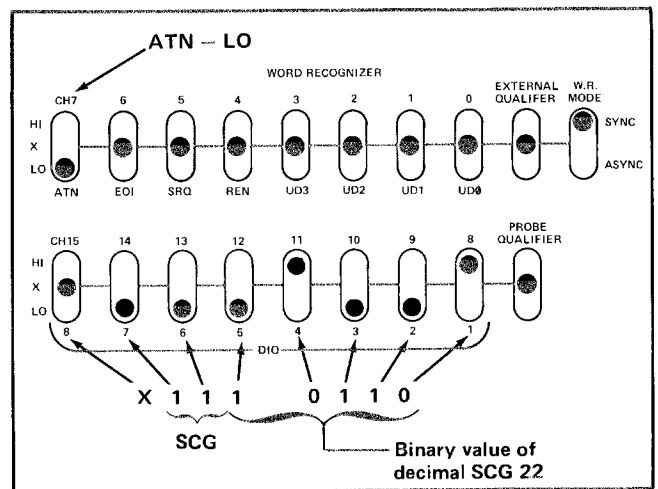 ATN – LO
WORD RECOGNIZER
CH7 6 5 4 3 2 1 0 EXTERNAL QUALIFER W.R. MODE
HI
X
LO
SYNC
ASYNC
ATN EOI SRQ REN UD3 UD2 UD1 UD0
CH15 14 13 12 11 10 9 8 PROBE QUALIFIER
HI
X
LO
8 7 6 5 4 3 2 1
DIO
X 1 1 1 0 1 1 0
SCG
Binary value of
decimal SCG 22